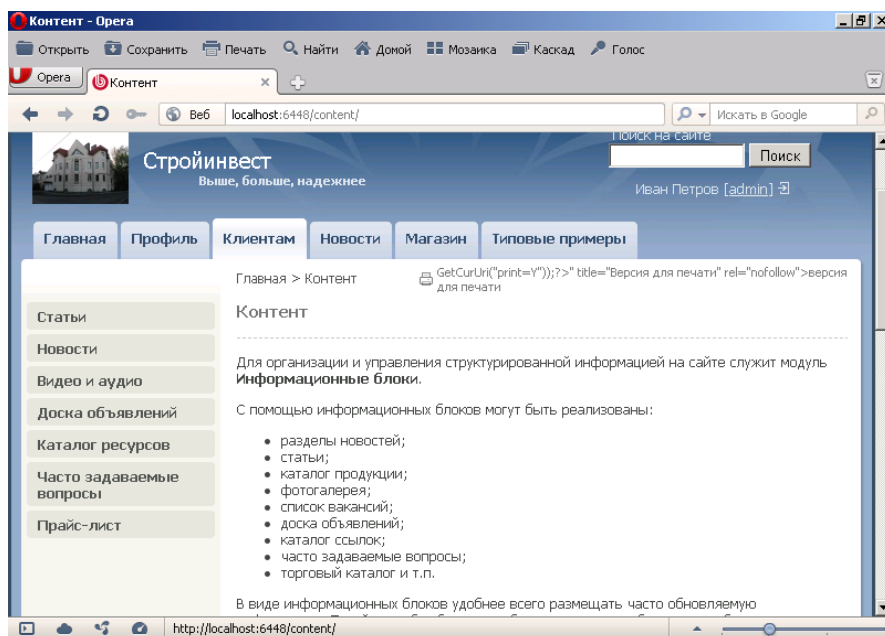 Контент - Opera
Открыть Сохранить Печать Найти Домой Мозаика Каскад Голос
Opera Контент
Веб localhost:6448/content/ Искать в Google
Поиск на сайте
Стройинвест
Поиск
Выше, больше, надежнее
Иван Петров [admin]
Главная Профиль Клиентам Новости Магазин Типовые примеры
Главная > Контент
GetCurUri("print=Y"));?>" title="Версия для печати" rel="nofollow">версия
для печати
Статьи
Новости
Видео и аудио
Доска объявлений
Каталог ресурсов
Часто задаваемые
вопросы
Прайс-лист
Контент
Для организации и управления структурированной информацией на сайте служит модуль
Информационные блоки.
С помощью информационных блоков могут быть реализованы:
• разделы новостей;
• статьи;
• каталог продукции;
• фотогалерея;
• список вакансий;
• доска объявлений;
• каталог ссылок;
• часто задаваемые вопросы;
• торговый каталог и т.п.
В виде информационных блоков удобнее всего размещать часто обновляемую
http://localhost:6448/content/